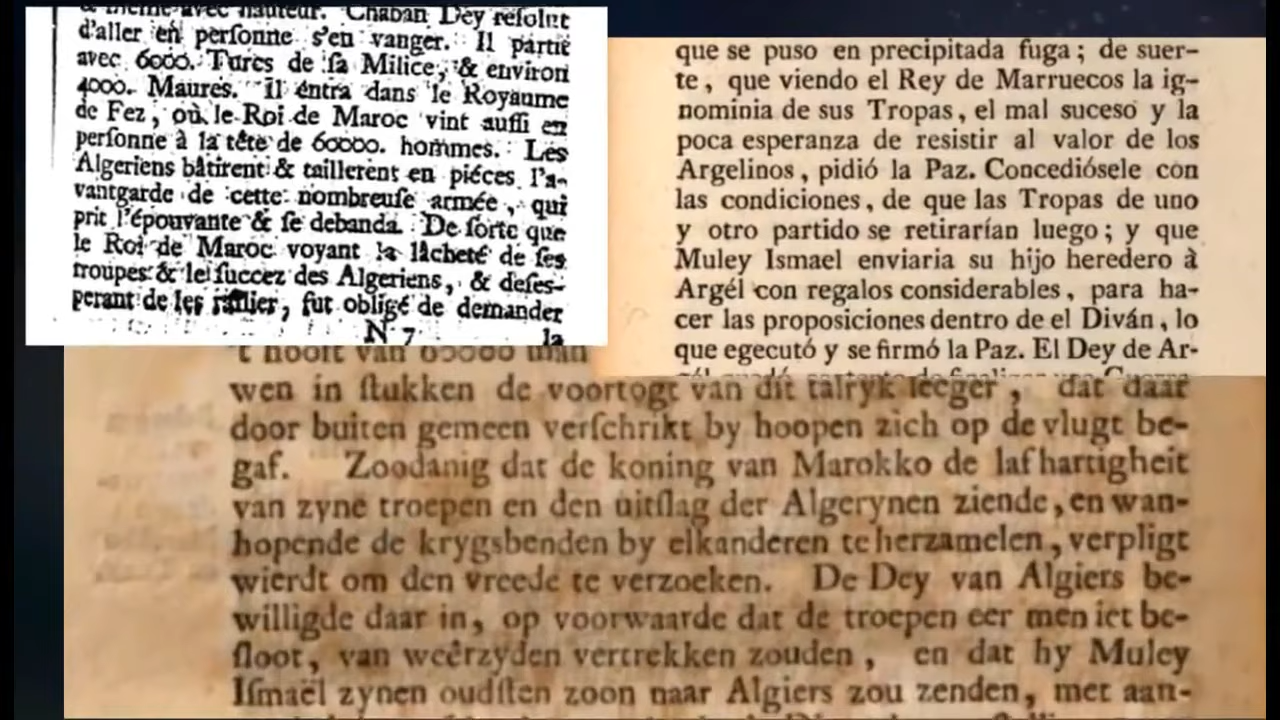 & même avec hauteur. Chaban Dey resolut
d'aller en personne s'en vanger. Il partit
avec 6000. Turcs de ſa Milice, & environ
4000. Maures. il éntra dans le Royaume
de Fez, où le Roi de Maroc vint auſſi en
perſonne à la tête de 60000. hommes. Les
Algeriens bâtirent & taillerent en piéces l'a-
vantgarde de cette nombreuſe armée, qui
prit l'épouvante & ſe debanda. De ſorte que
le Roi de Maroc voyant la lâcheté de ſes
troupes & le ſuccez des Algeriens, & deſeſ-
perant de les rallier, fut obligé de demander
N 7 la
que se puso en precipitada fuga; de suer-
te, que viendo el Rey de Marruecos la ig-
nominia de sus Tropas, el mal suceso y la
poca esperanza de resistir al valor de los
Argelinos, pidió la Paz. Concediósele con
las condiciones, de que las Tropas de uno
y otro partido se retirarían luego; y que
Muley Ismael enviaria su hijo heredero à
Argél con regalos considerables, para ha-
cer las proposiciones dentro de el Diván, lo
que egecutó y se firmó la Paz. El Dey de Ar-
't hooft van 60000 man
wen in ſtukken de voortogt van dit talryk leeger, dat daar
door buiten gemeen verſchrikt by hoopen zich op de vlugt be-
gaf. Zoodanig dat de koning van Marokko de lafhartigheit
van zyne troepen en den uitſlag der Algerynen ziende, en wan-
hopende de krygsbenden by elkanderen te herzamelen, verpligt
wierdt om den vreede te verzoeken. De Dey van Algiers be-
willigde daar in, op voorwaarde dat de troepen eer men iet be-
ſloot, van weêrzyden vertrekken zouden, en dat hy Muley
Iſmaël zynen oudſten zoon naar Algiers zou zenden, met aan-